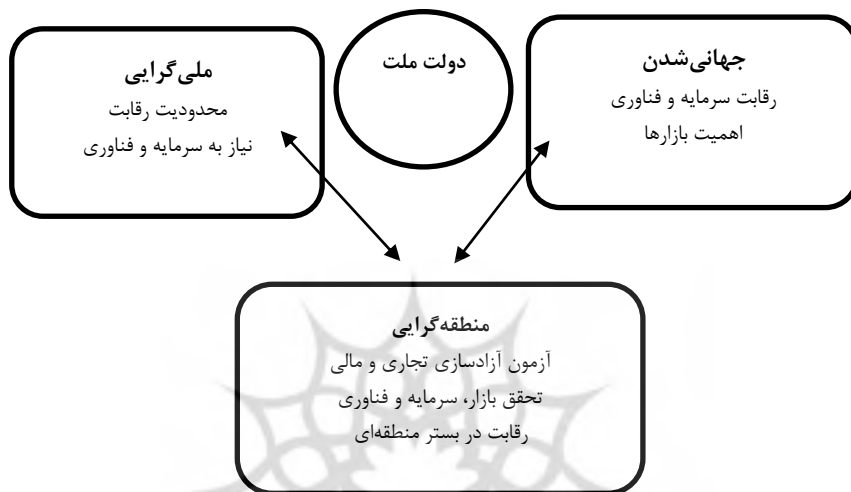 جهانی‌شدن
رقابت سرمایه و فناوری
اهمیت بازارها
دولت ملت
ملی‌گرایی
محدودیت رقابت
نیاز به سرمایه و فناوری
منطقه‌گرایی
آزمون آزادسازی تجاری و مالی
تحقق بازار، سرمایه و فناوری
رقابت در بستر منطقه‌ای